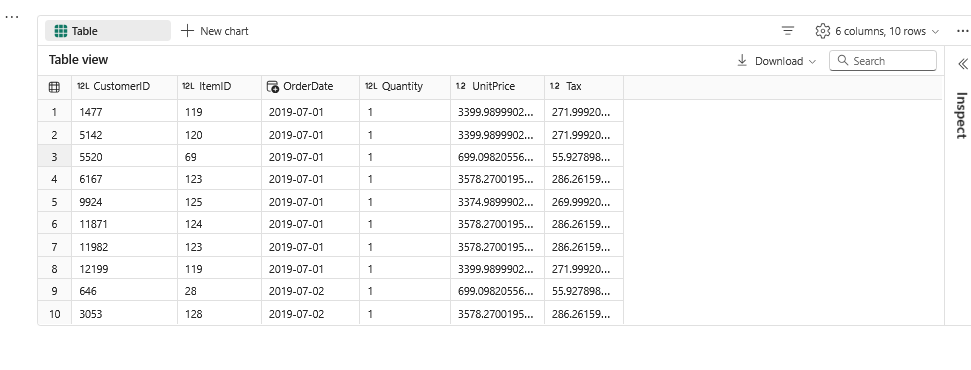 ... Table New chart 6 columns, 10 rows ...
Table view Download Search
12L CustomerID 12L ItemID OrderDate 12L Quantity 1.2 UnitPrice 1.2 Tax
1 1477 119 2019-07-01 1 3399.9899902... 271.99920...
2 5142 120 2019-07-01 1 3399.9899902... 271.99920...
3 5520 69 2019-07-01 1 699.09820556... 55.927898...
4 6167 123 2019-07-01 1 3578.2700195... 286.26159...
5 9924 125 2019-07-01 1 3374.9899902... 269.99920...
6 11871 124 2019-07-01 1 3578.2700195... 286.26159...
7 11982 123 2019-07-01 1 3578.2700195... 286.26159...
8 12199 119 2019-07-01 1 3399.9899902... 271.99920...
9 646 28 2019-07-02 1 699.09820556... 55.927898...
10 3053 128 2019-07-02 1 3578.2700195... 286.26159...
Inspect